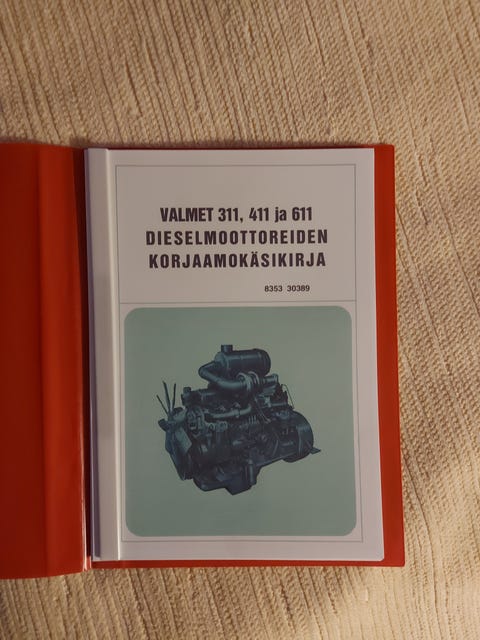 VALMET 311, 411 ja 611
DIESELMOOTTOREIDEN
KORJAAMOKÄSIKIRJA
8353 30389